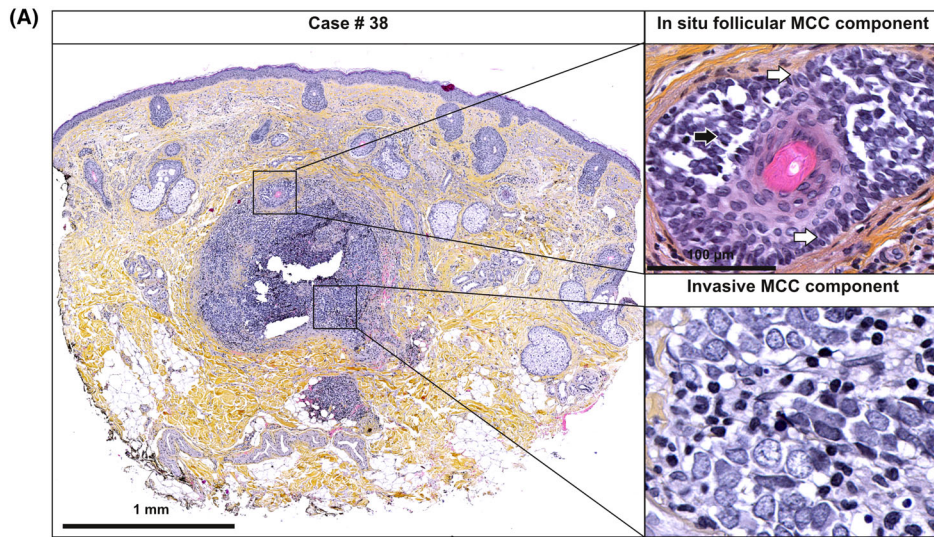 (A)
Case # 38
In situ follicular MCC component
100 µm
Invasive MCC component
1 mm